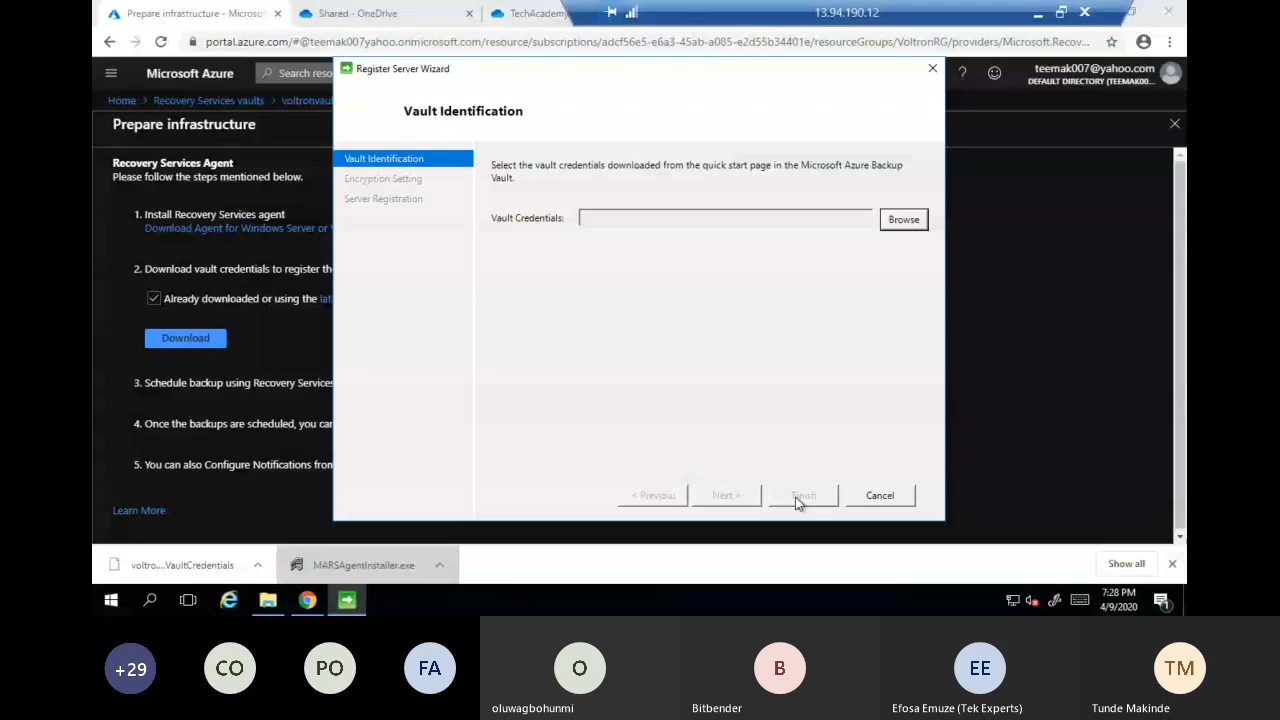 Prepare infrastructure - Microsof
Shared - OneDrive
TechAcademy
13.94.190.12
portal.azure.com/#@teemak007yahoo.onmicrosoft.com/resource/subscriptions/adcf56e5-e6a3-45ab-a085-e2d55b34401e/resourceGroups/VoltronRG/providers/Microsoft.Recov...
Microsoft Azure
Search reso
teemak007@yahoo.com
DEFAULT DIRECTORY (TEEMAK00...
Home > Recovery Services vaults > voltronvaul
Prepare infrastructure
Recovery Services Agent
Please follow the steps mentioned below.
1. Install Recovery Services agent
Download Agent for Windows Server or
2. Download vault credentials to register the
Already downloaded or using the lat
Download
3. Schedule backup using Recovery Services
4. Once the backups are scheduled, you can
5. You can also Configure Notifications from
Learn More
Register Server Wizard
Vault Identification
Vault Identification
Encryption Setting
Server Registration
Select the vault credentials downloaded from the quick start page in the Microsoft Azure Backup
Vault.
Vault Credentials:
Browse
< Previous
Next >
Finish
Cancel
voltro....VaultCredentials
MARSAgentInstaller.exe
Show all
7:28 PM
4/9/2020
1
+29
CO
PO
FA
O
B
EE
TM
oluwagbohunmi
Bitbender
Efosa Emuze (Tek Experts)
Tunde Makinde